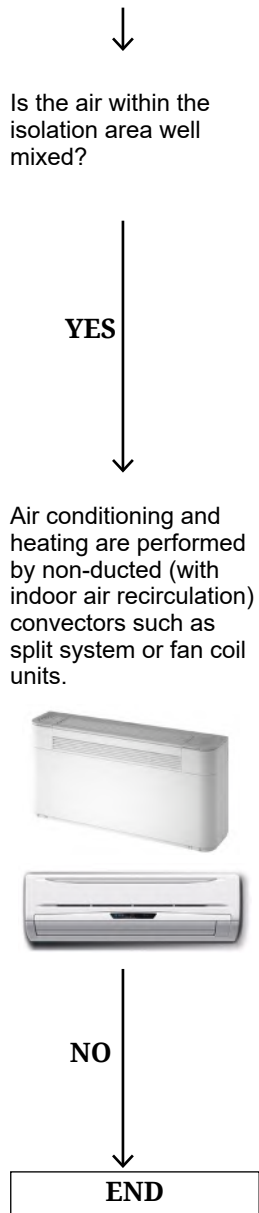 Is the air within the
isolation area well
mixed?
YES
Air conditioning and
heating are performed
by non-ducted (with
indoor air recirculation)
convectors such as
split system or fan coil
units.
NO
END